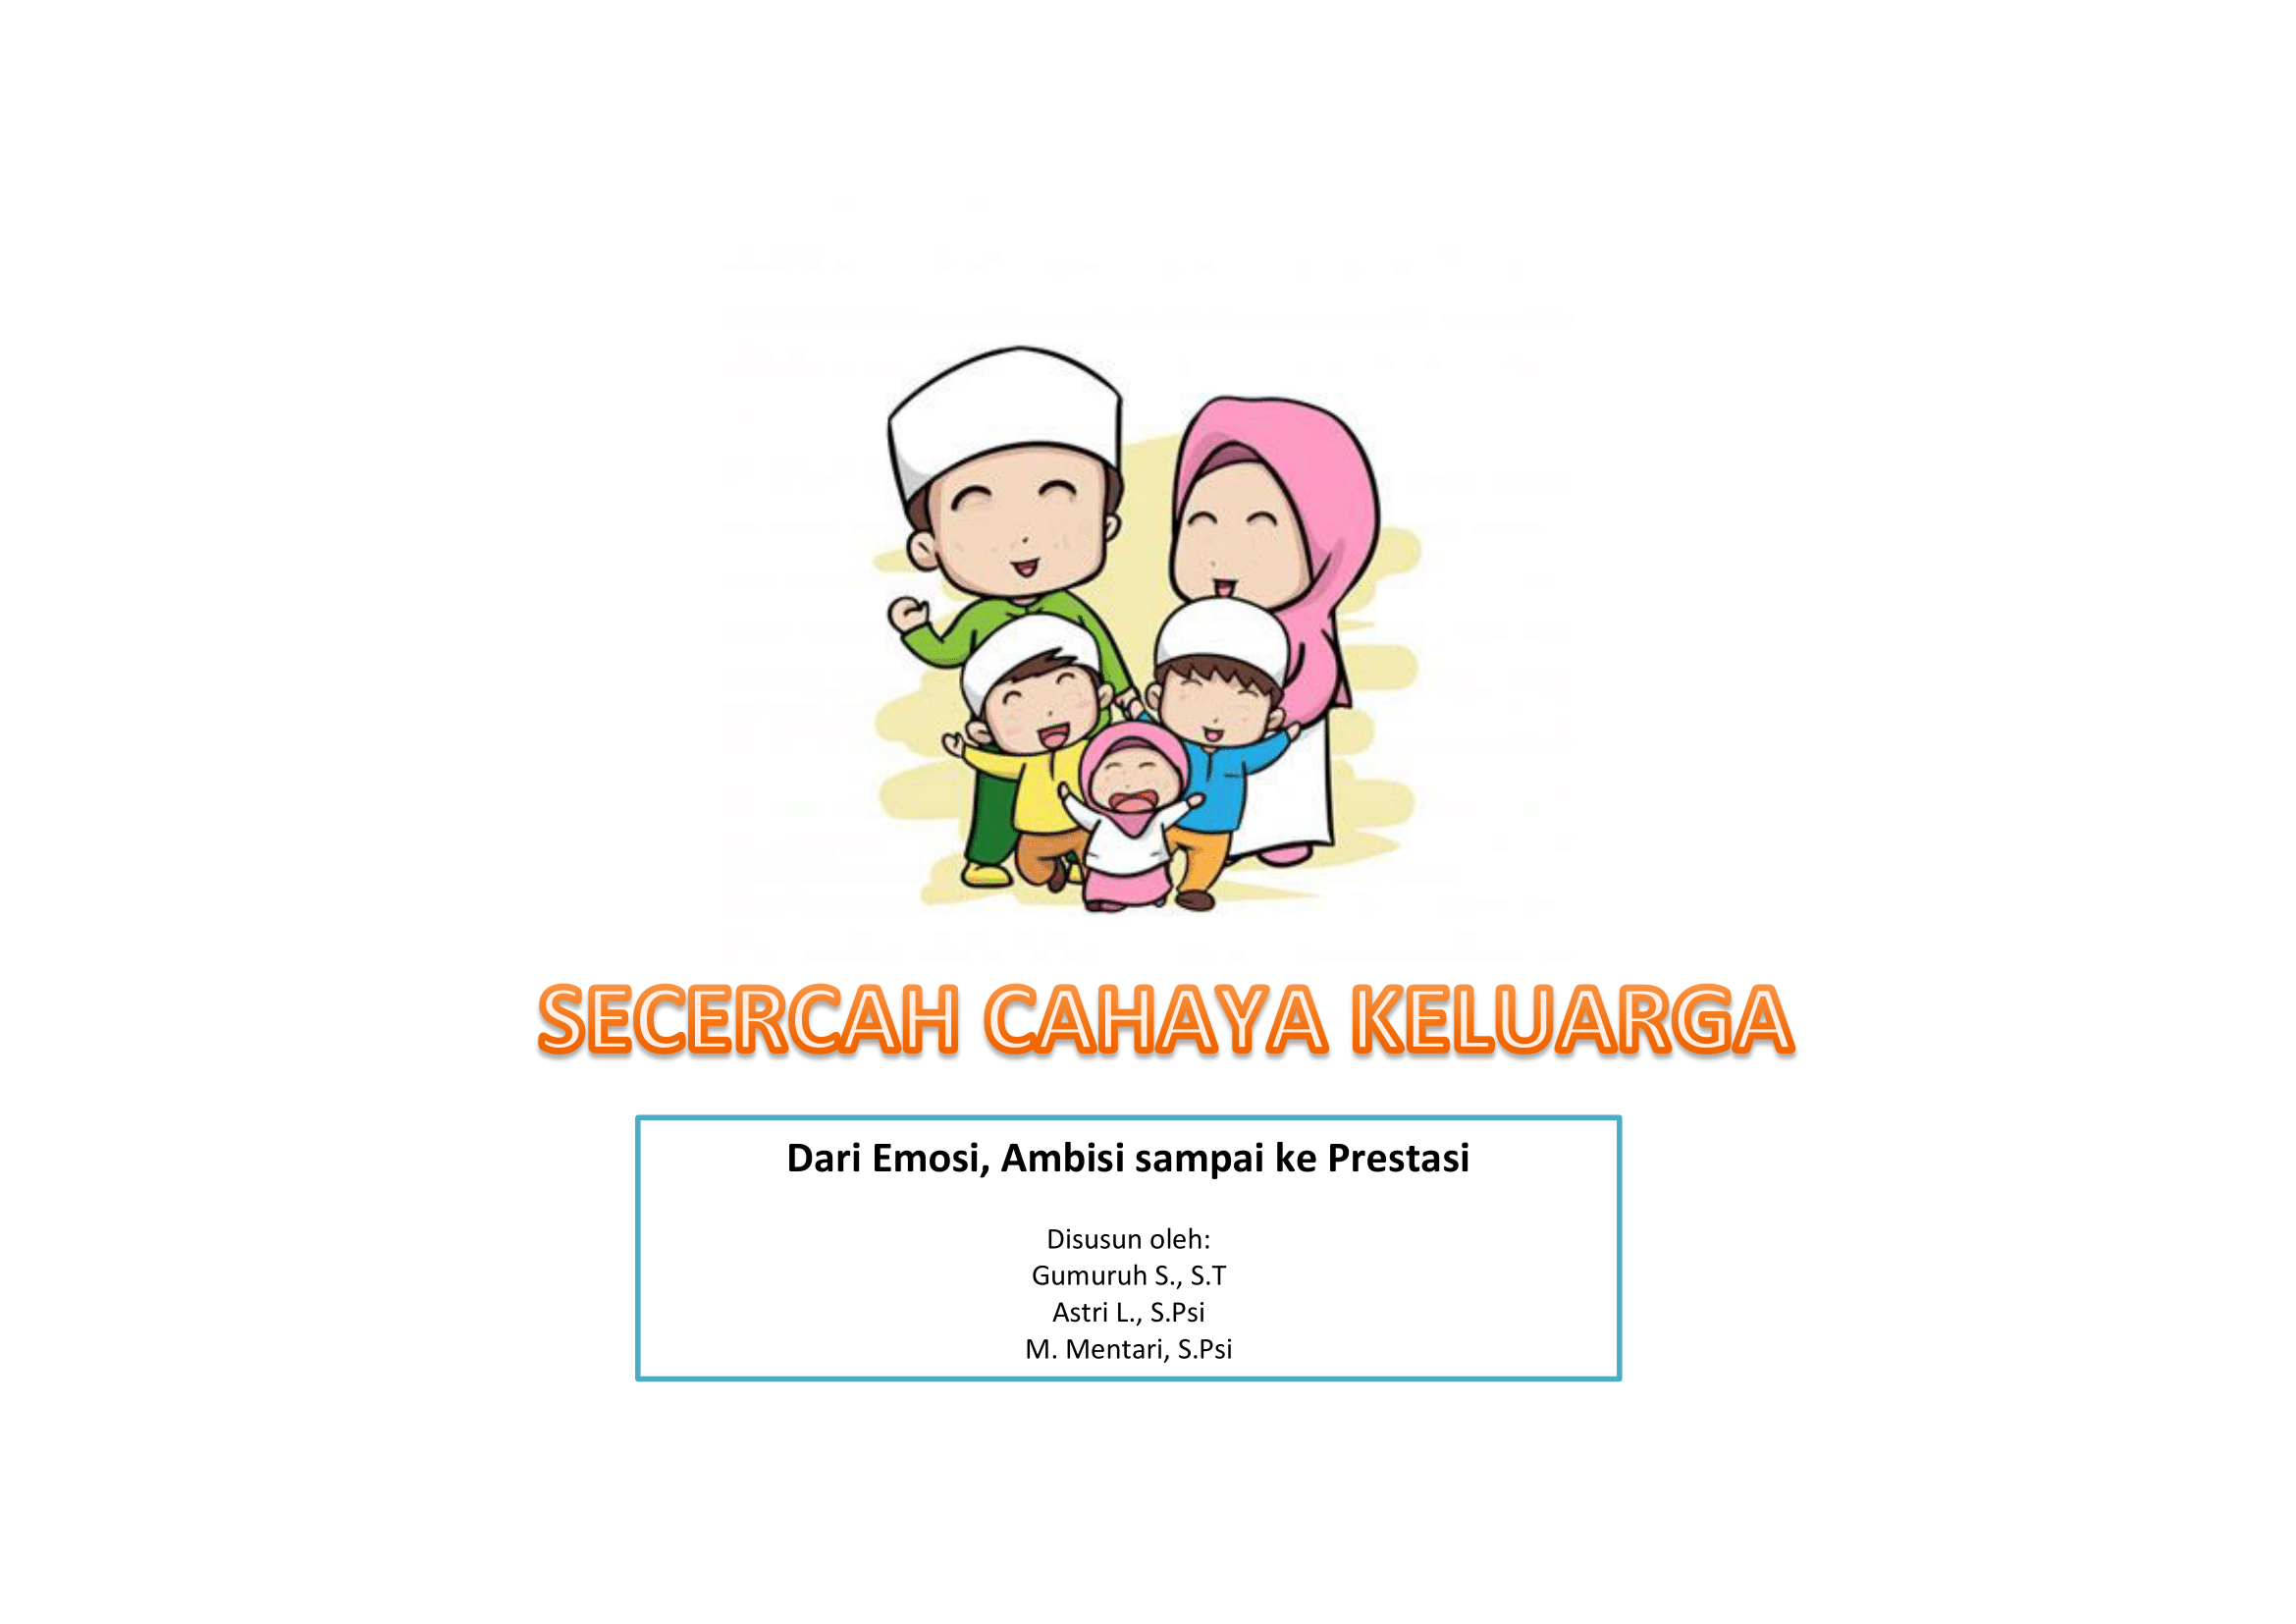 SECERCAH CAHAYA KELUARGA
Dari Emosi, Ambisi sampai ke Prestasi
Disusun oleh:
Gumuruh S., S.T
Astri L., S.Psi
M. Mentari, S.Psi